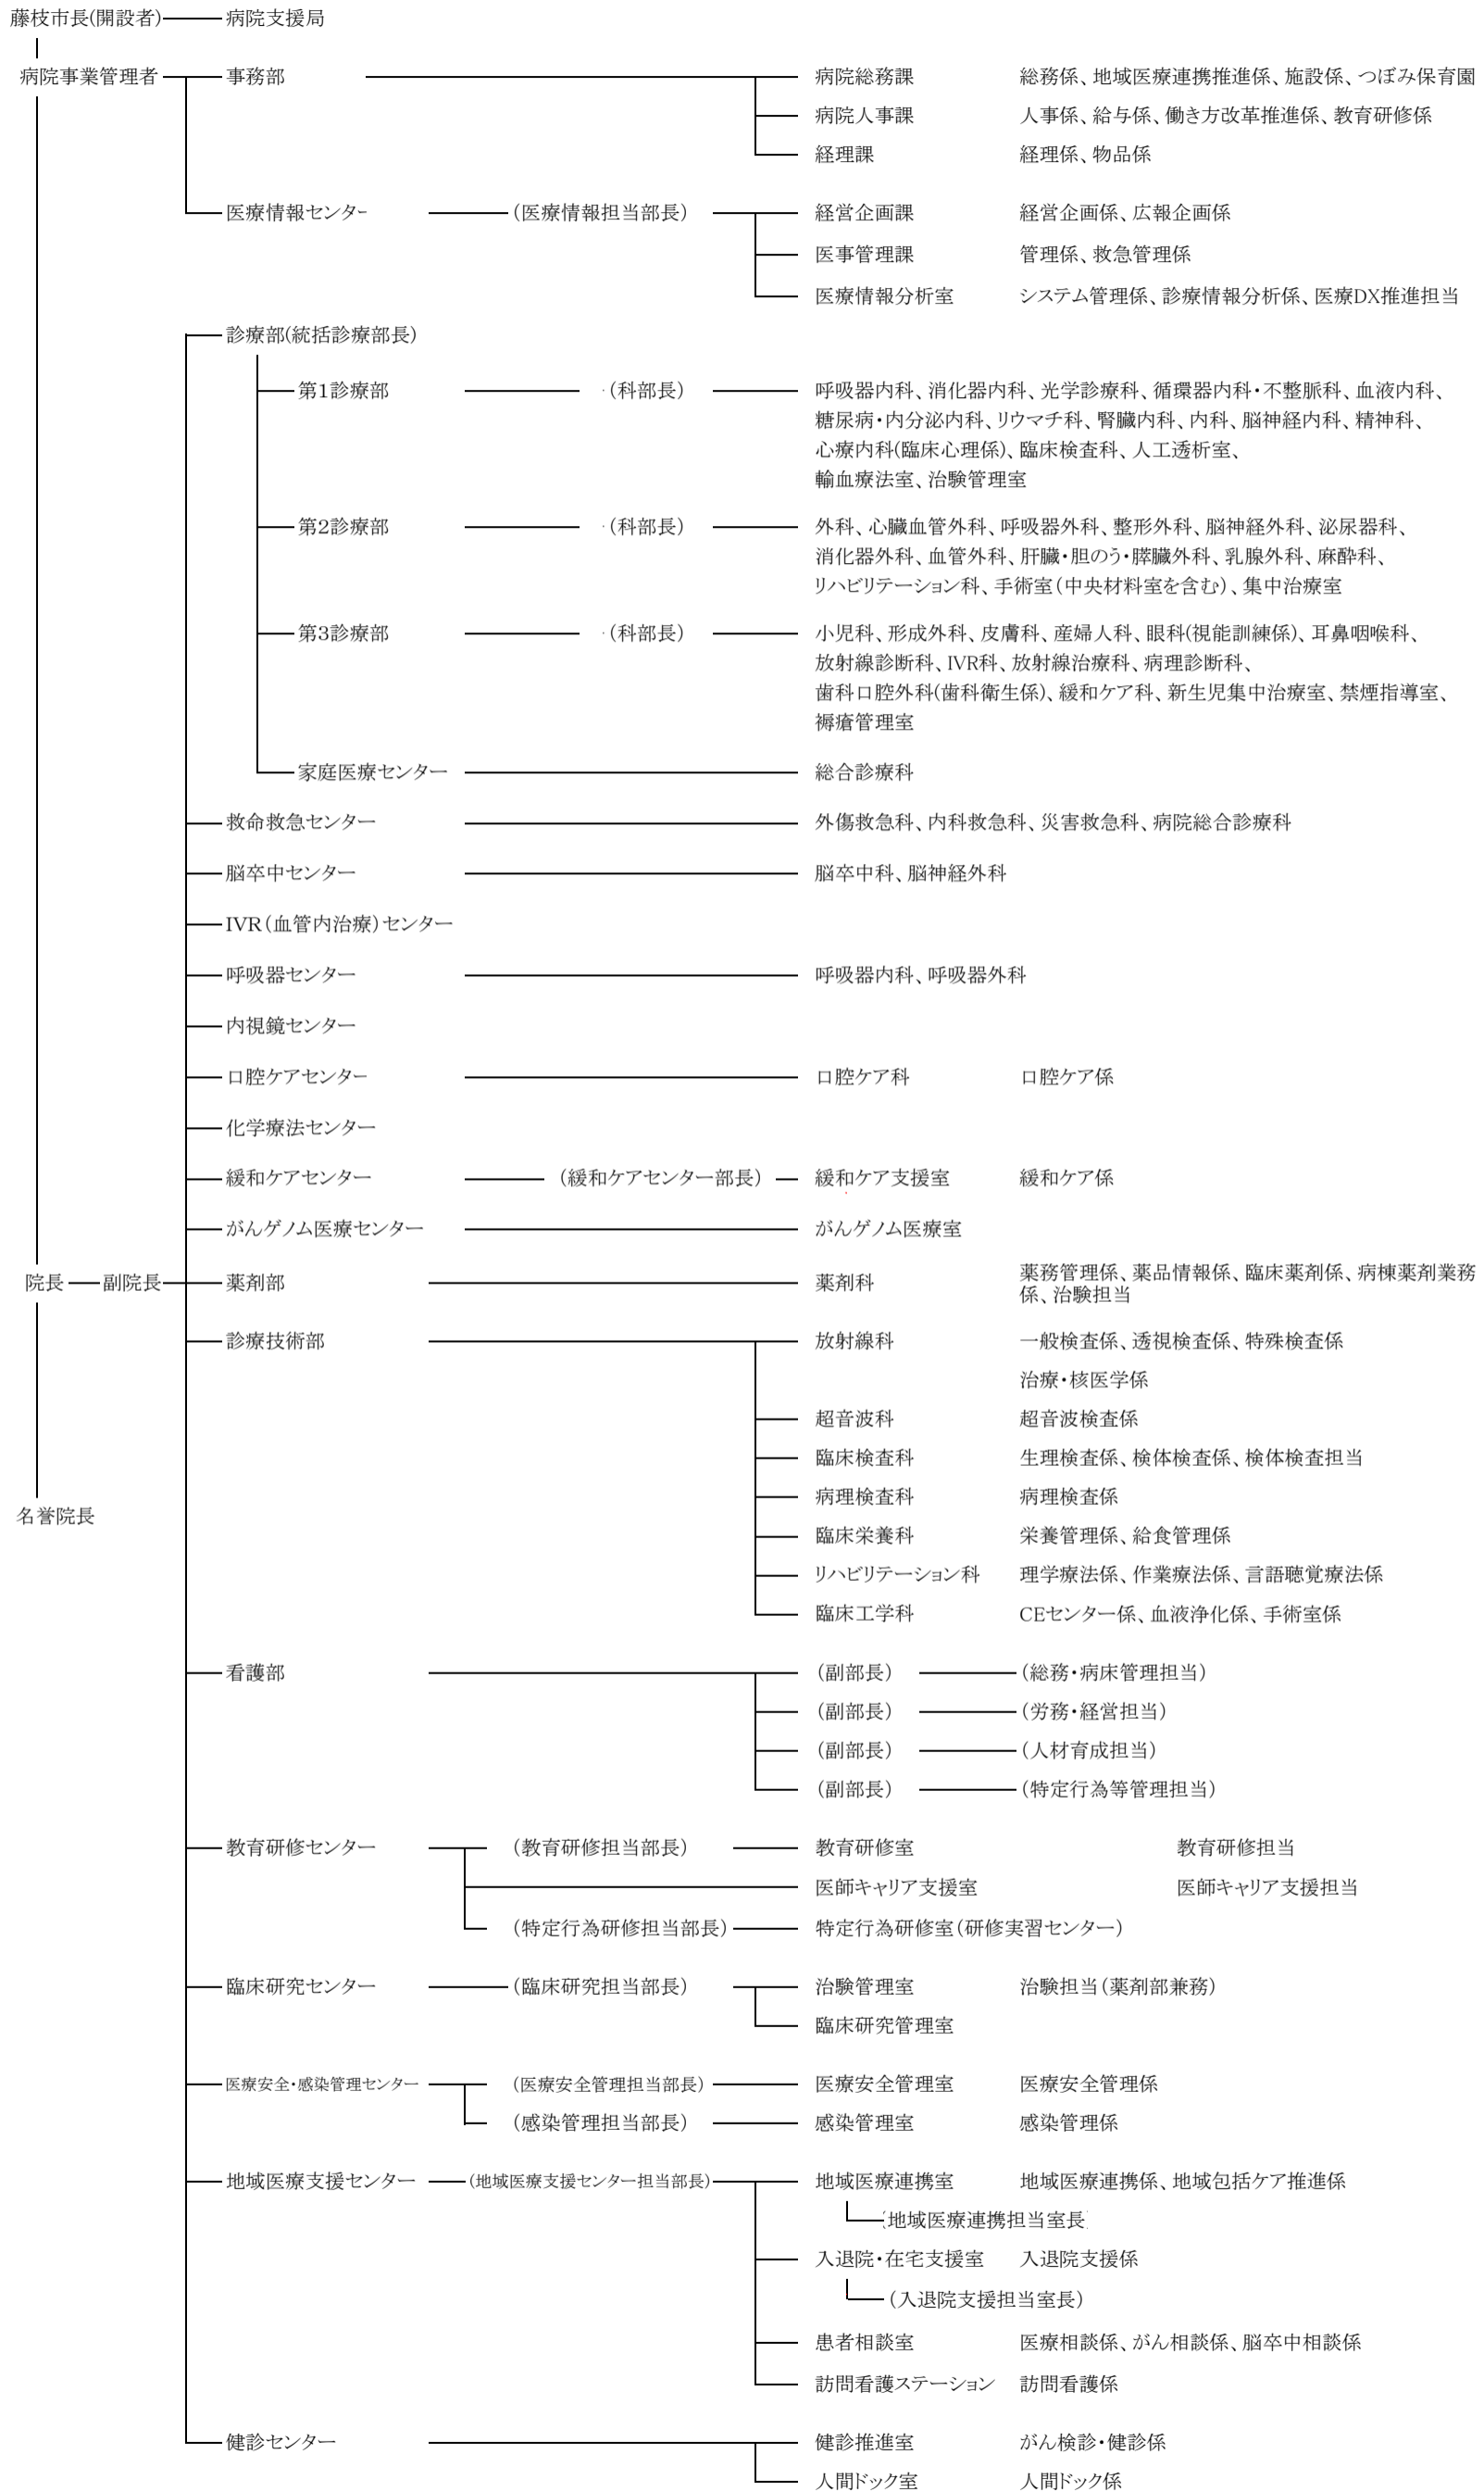 藤枝市長(開設者) 病院支援局
病院事業管理者 事務部 病院総務課 総務係、地域医療連携推進係、施設係、つぼみ保育園
病院人事課 人事係、給与係、働き方改革推進係、教育研修係
経理課 経理係、物品係
医療情報センター (医療情報担当部長) 経営企画課 経営企画係、広報企画係
医事管理課 管理係、救急管理係
医療情報分析室 システム管理係、診療情報分析係、医療DX推進担当
診療部(統括診療部長)
第1診療部 (科部長) 呼吸器内科、消化器内科、光学診療科、循環器内科・不整脈科、血液内科、
糖尿病・内分泌内科、リウマチ科、腎臓内科、内科、脳神経内科、精神科、
心療内科(臨床心理係)、臨床検査科、人工透析室、
輸血療法室、治験管理室
第2診療部 (科部長) 外科、心臓血管外科、呼吸器外科、整形外科、脳神経外科、泌尿器科、
消化器外科、血管外科、肝臓・胆のう・膵臓外科、乳腺外科、麻酔科、
リハビリテーション科、手術室(中央材料室を含む)、集中治療室
第3診療部 (科部長) 小児科、形成外科、皮膚科、産婦人科、眼科(視能訓練係)、耳鼻咽喉科、
放射線診断科、IVR科、放射線治療科、病理診断科、
歯科口腔外科(歯科衛生係)、緩和ケア科、新生児集中治療室、禁煙指導室、
褥瘡管理室
家庭医療センター 総合診療科
救命救急センター 外傷救急科、内科救急科、災害救急科、病院総合診療科
脳卒中センター 脳卒中科、脳神経外科
IVR(血管内治療)センター
呼吸器センター 呼吸器内科、呼吸器外科
内視鏡センター
口腔ケアセンター 口腔ケア科 口腔ケア係
化学療法センター
緩和ケアセンター (緩和ケアセンター部長) 緩和ケア支援室 緩和ケア係
がんゲノム医療センター がんゲノム医療室
院長 副院長 薬剤部 薬剤科 薬務管理係、薬品情報係、臨床薬剤係、病棟薬剤業務
係、治験担当
診療技術部 放射線科 一般検査係、透視検査係、特殊検査係
治療・核医学係
超音波科 超音波検査係
臨床検査科 生理検査係、検体検査係、検体検査担当
病理検査科 病理検査係
名誉院長
臨床栄養科 栄養管理係、給食管理係
リハビリテーション科 理学療法係、作業療法係、言語聴覚療法係
臨床工学科 CEセンター係、血液浄化係、手術室係
看護部 (副部長) (総務・病床管理担当)
(副部長) (労務・経営担当)
(副部長) (人材育成担当)
(副部長) (特定行為等管理担当)
教育研修センター (教育研修担当部長) 教育研修室 教育研修担当
医師キャリア支援室 医師キャリア支援担当
(特定行為研修担当部長) 特定行為研修室(研修実習センター)
臨床研究センター (臨床研究担当部長) 治験管理室 治験担当(薬剤部兼務)
臨床研究管理室
医療安全・感染管理センター (医療安全管理担当部長) 医療安全管理室 医療安全管理係
(感染管理担当部長) 感染管理室 感染管理係
地域医療支援センター (地域医療支援センター担当部長) 地域医療連携室 地域医療連携係、地域包括ケア推進係
(地域医療連携担当室長)
入退院・在宅支援室 入退院支援係
(入退院支援担当室長)
患者相談室 医療相談係、がん相談係、脳卒中相談係
訪問看護ステーション 訪問看護係
健診センター 健診推進室 がん検診・健診係
人間ドック室 人間ドック係